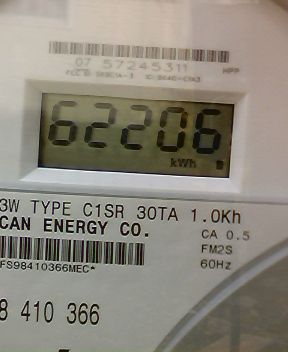 07 57245311
62206
kWh
3W TYPE C1SR 30TA 1.0Kh
CAN ENERGY CO.
CA 0.5
FM2S
60Hz
FS98410366MEC*
8 410 366